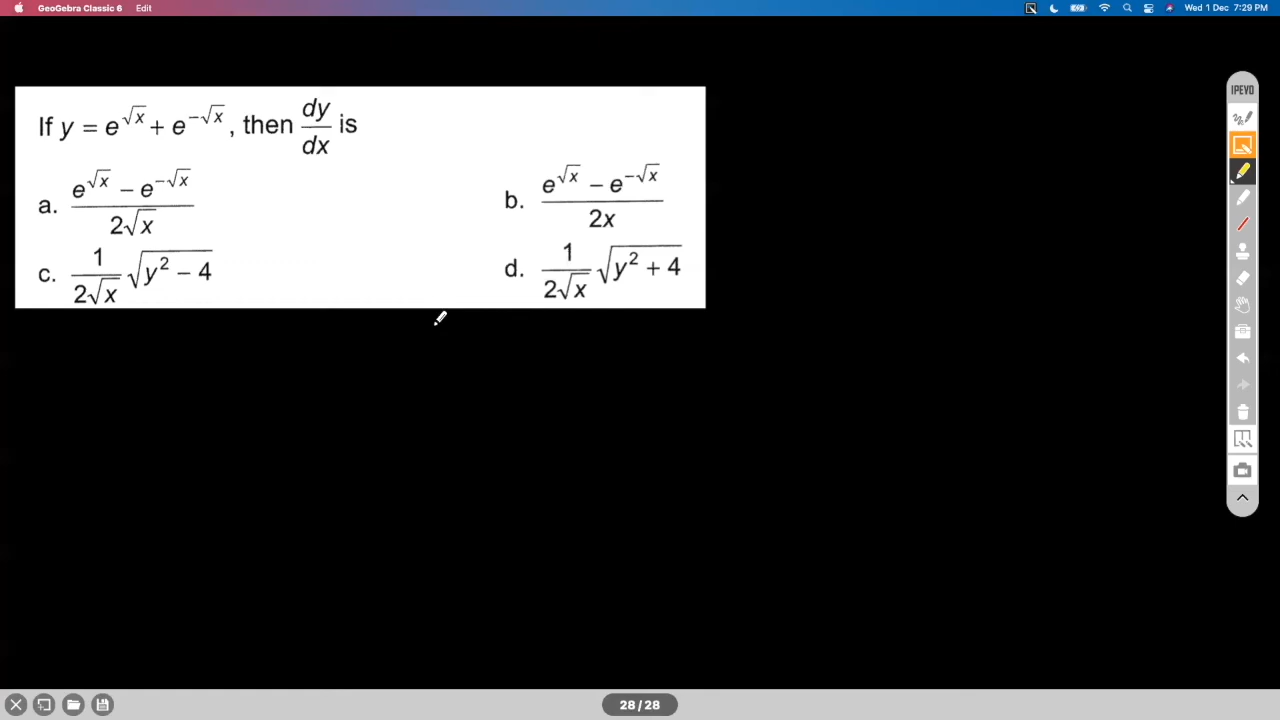 GeoGebra Classic 6 Edit Wed 1 Dec 7:29 PM
IPEVO
If y = e^{√x} + e^{-√x}, then dy/dx is
a. (e^{√x} – e^{-√x})/(2√x) b. (e^{√x} – e^{-√x})/(2x)
c. 1/(2√x) √(y² – 4) d. 1/(2√x) √(y² + 4)
28 / 28